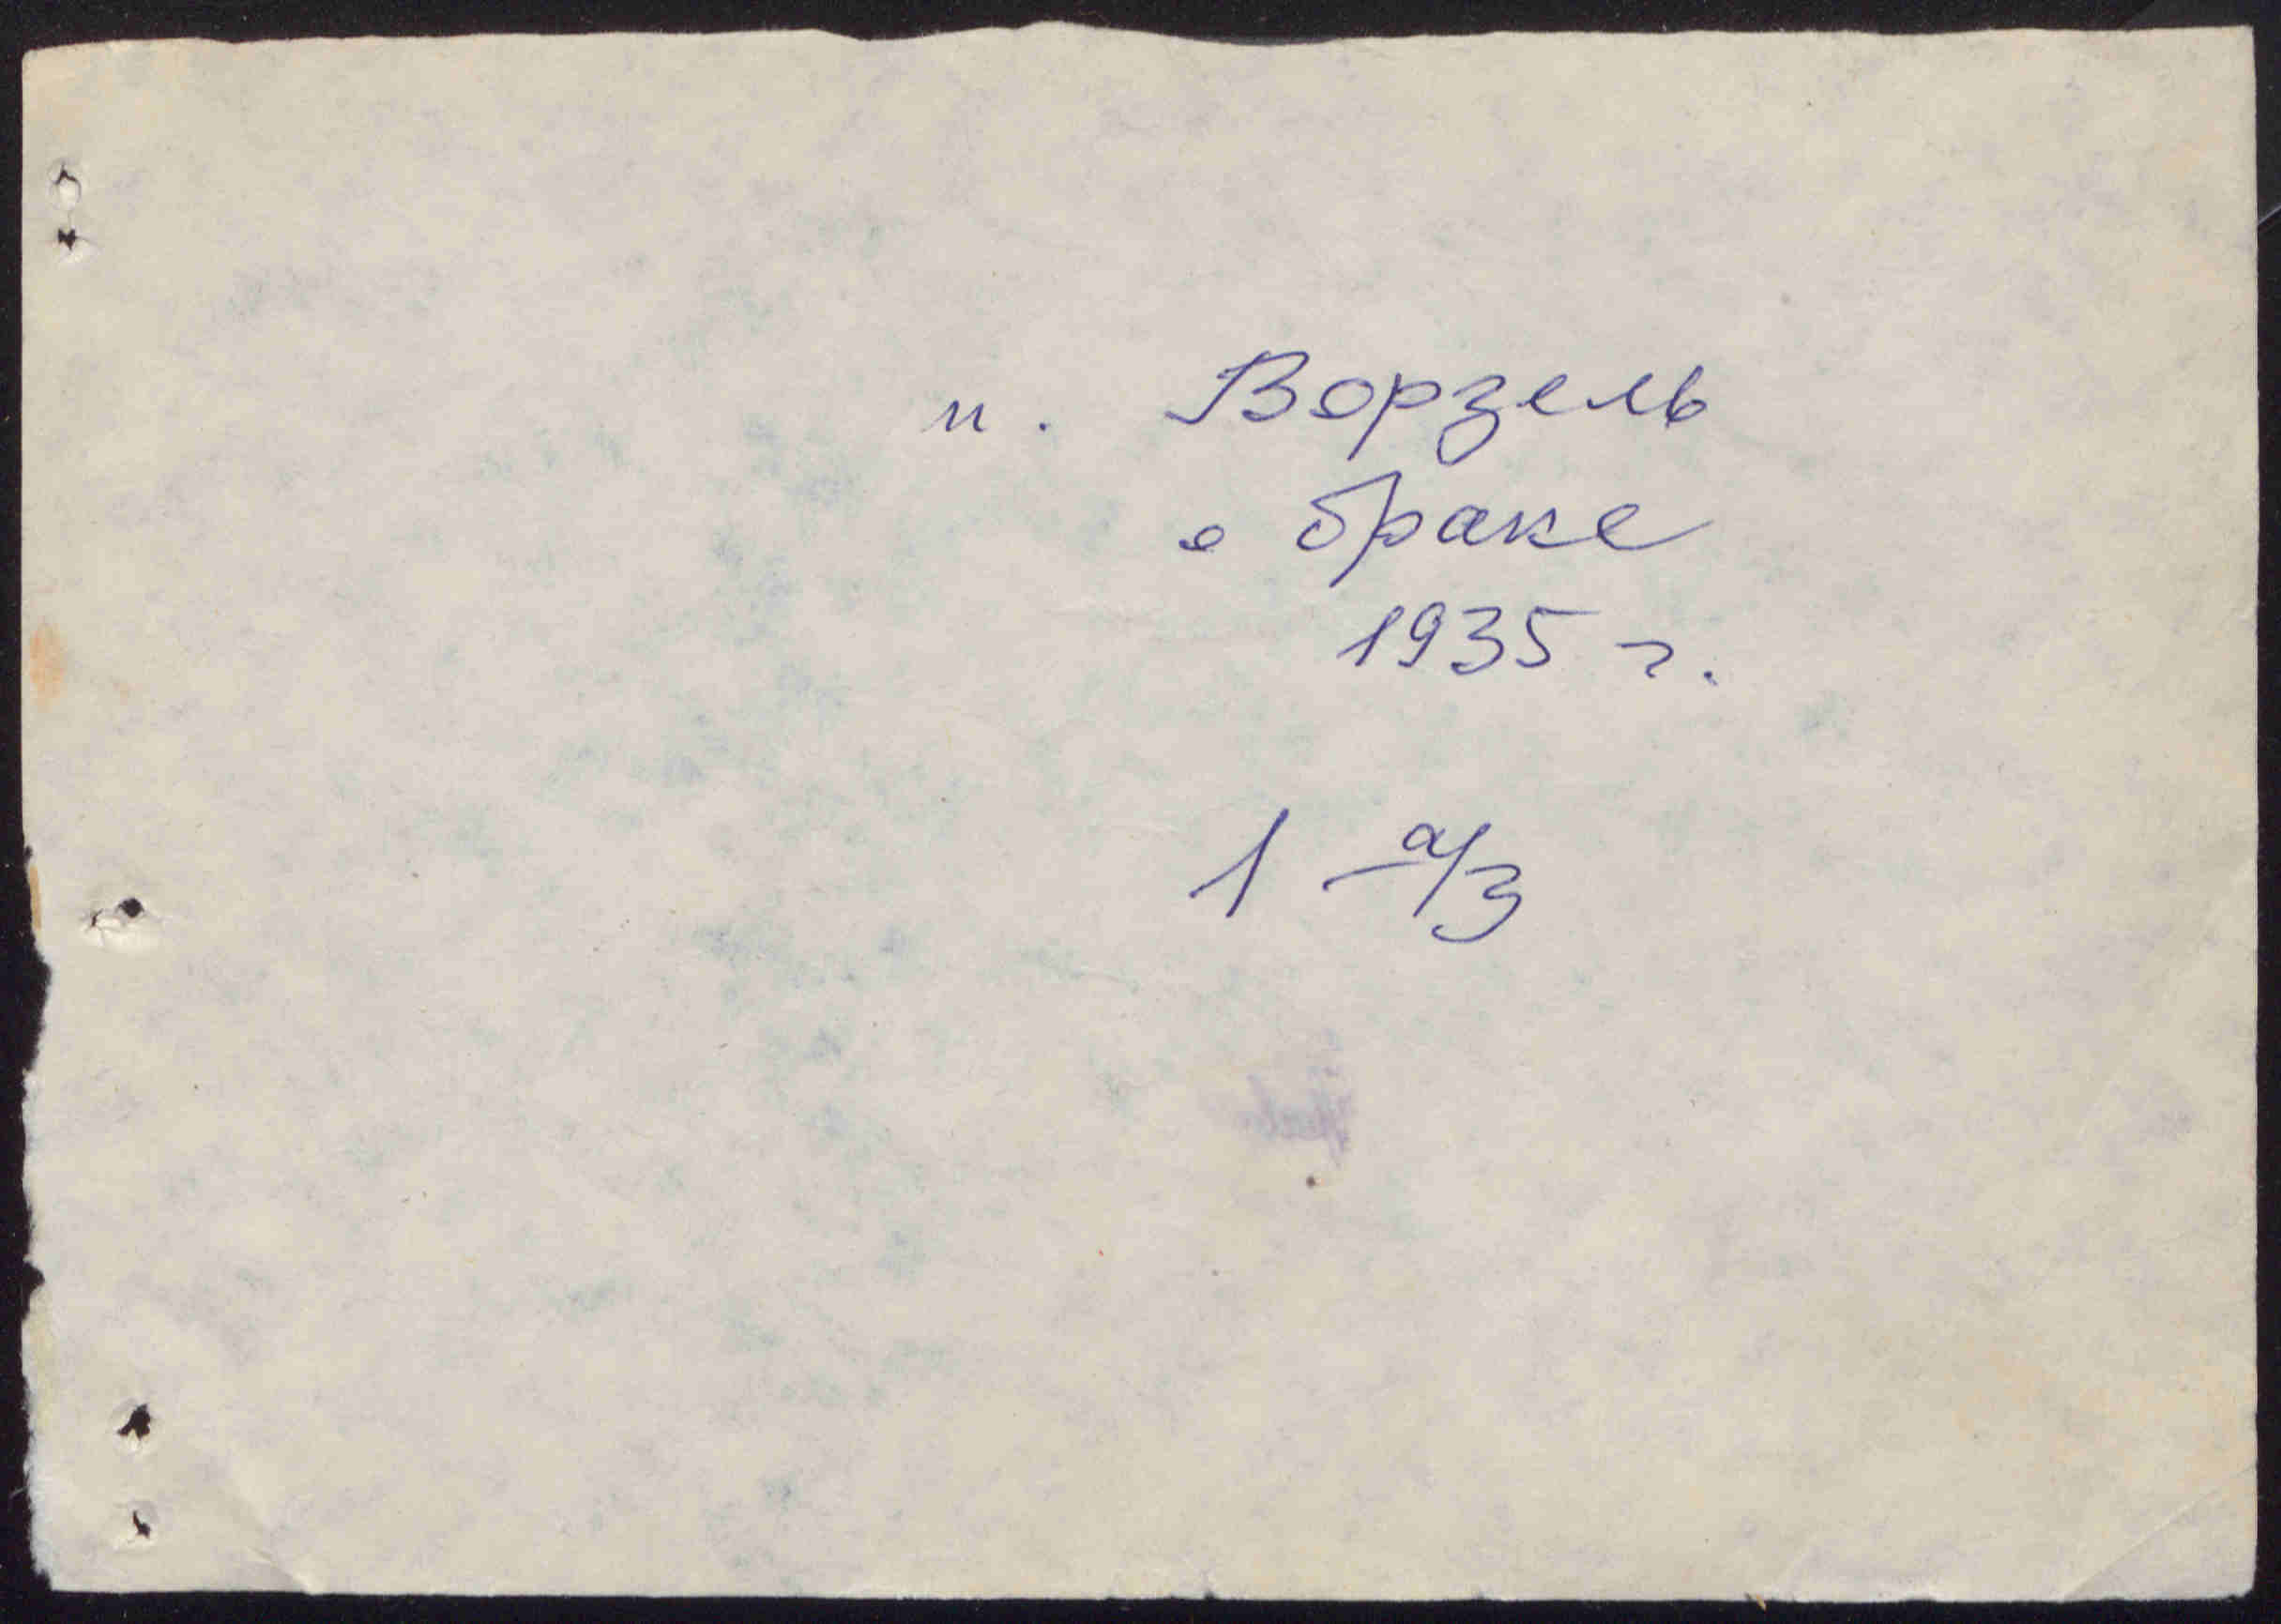 п. Ворзель
о браке
1935 г.
1 а/з